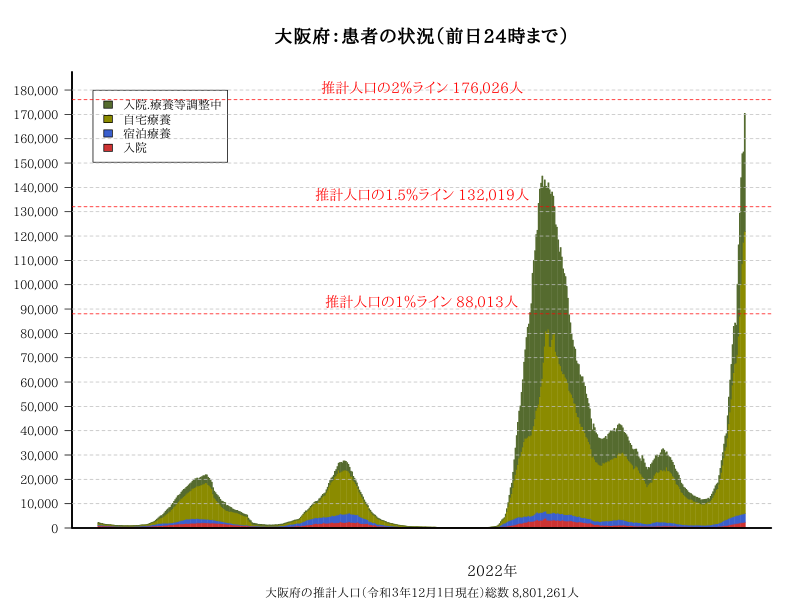 大阪府：患者の状況（前日24時まで）
推計人口の2%ライン 176,026人
推計人口の1.5%ライン 132,019人
推計人口の1%ライン 88,013人
180,000
170,000
160,000
150,000
140,000
130,000
120,000
110,000
100,000
90,000
80,000
70,000
60,000
50,000
40,000
30,000
20,000
10,000
0
入院.療養等調整中
自宅療養
宿泊療養
入院
2022年
大阪府の推計人口（令和3年12月1日現在）総数 8,801,261人